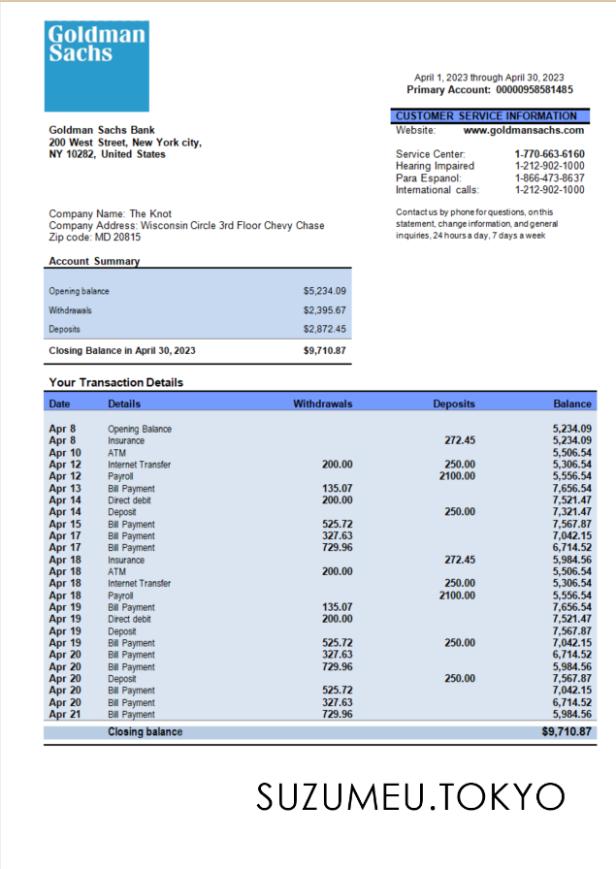 Goldman
Sachs
April 1, 2023 through April 30, 2023
Primary Account: 00000958581485
CUSTOMER SERVICE INFORMATION
Website: www.goldmansachs.com
Service Center: 1-770-663-6160
Hearing Impaired 1-212-902-1000
Para Espanol: 1-866-473-8637
International calls: 1-212-902-1000
Contact us by phone for questions, on this
statement, change information, and general
inquiries, 24 hours a day, 7 days a week
Goldman Sachs Bank
200 West Street, New York city,
NY 10282, United States
Company Name: The Knot
Company Address: Wisconsin Circle 3rd Floor Chevy Chase
Zip code: MD 20815
Account Summary
Opening balance $5,234.09
Withdrawals $2,395.67
Deposits $2,872.45
Closing Balance in April 30, 2023 $9,710.87
Your Transaction Details
Date Details Withdrawals Deposits Balance
Apr 8 Opening Balance 5,234.09
Apr 8 Insurance 272.45 5,234.09
Apr 10 ATM 5,506.54
Apr 12 Internet Transfer 200.00 250.00 5,306.54
Apr 12 Payroll 2100.00 5,556.54
Apr 13 Bill Payment 135.07 7,656.54
Apr 14 Direct debit 200.00 7,521.47
Apr 14 Deposit 250.00 7,321.47
Apr 15 Bill Payment 525.72 7,567.87
Apr 17 Bill Payment 327.63 7,042.15
Apr 17 Bill Payment 729.96 6,714.52
Apr 18 Insurance 272.45 5,984.56
Apr 18 ATM 200.00 5,506.54
Apr 18 Internet Transfer 250.00 5,306.54
Apr 18 Payroll 2100.00 5,556.54
Apr 19 Bill Payment 135.07 7,656.54
Apr 19 Direct debit 200.00 7,521.47
Apr 19 Deposit 7,567.87
Apr 19 Bill Payment 525.72 250.00 7,042.15
Apr 20 Bill Payment 327.63 6,714.52
Apr 20 Bill Payment 729.96 5,984.56
Apr 20 Deposit 250.00 7,567.87
Apr 20 Bill Payment 525.72 7,042.15
Apr 20 Bill Payment 327.63 6,714.52
Apr 21 Bill Payment 729.96 5,984.56
Closing balance $9,710.87
SUZUMEU.TOKYO